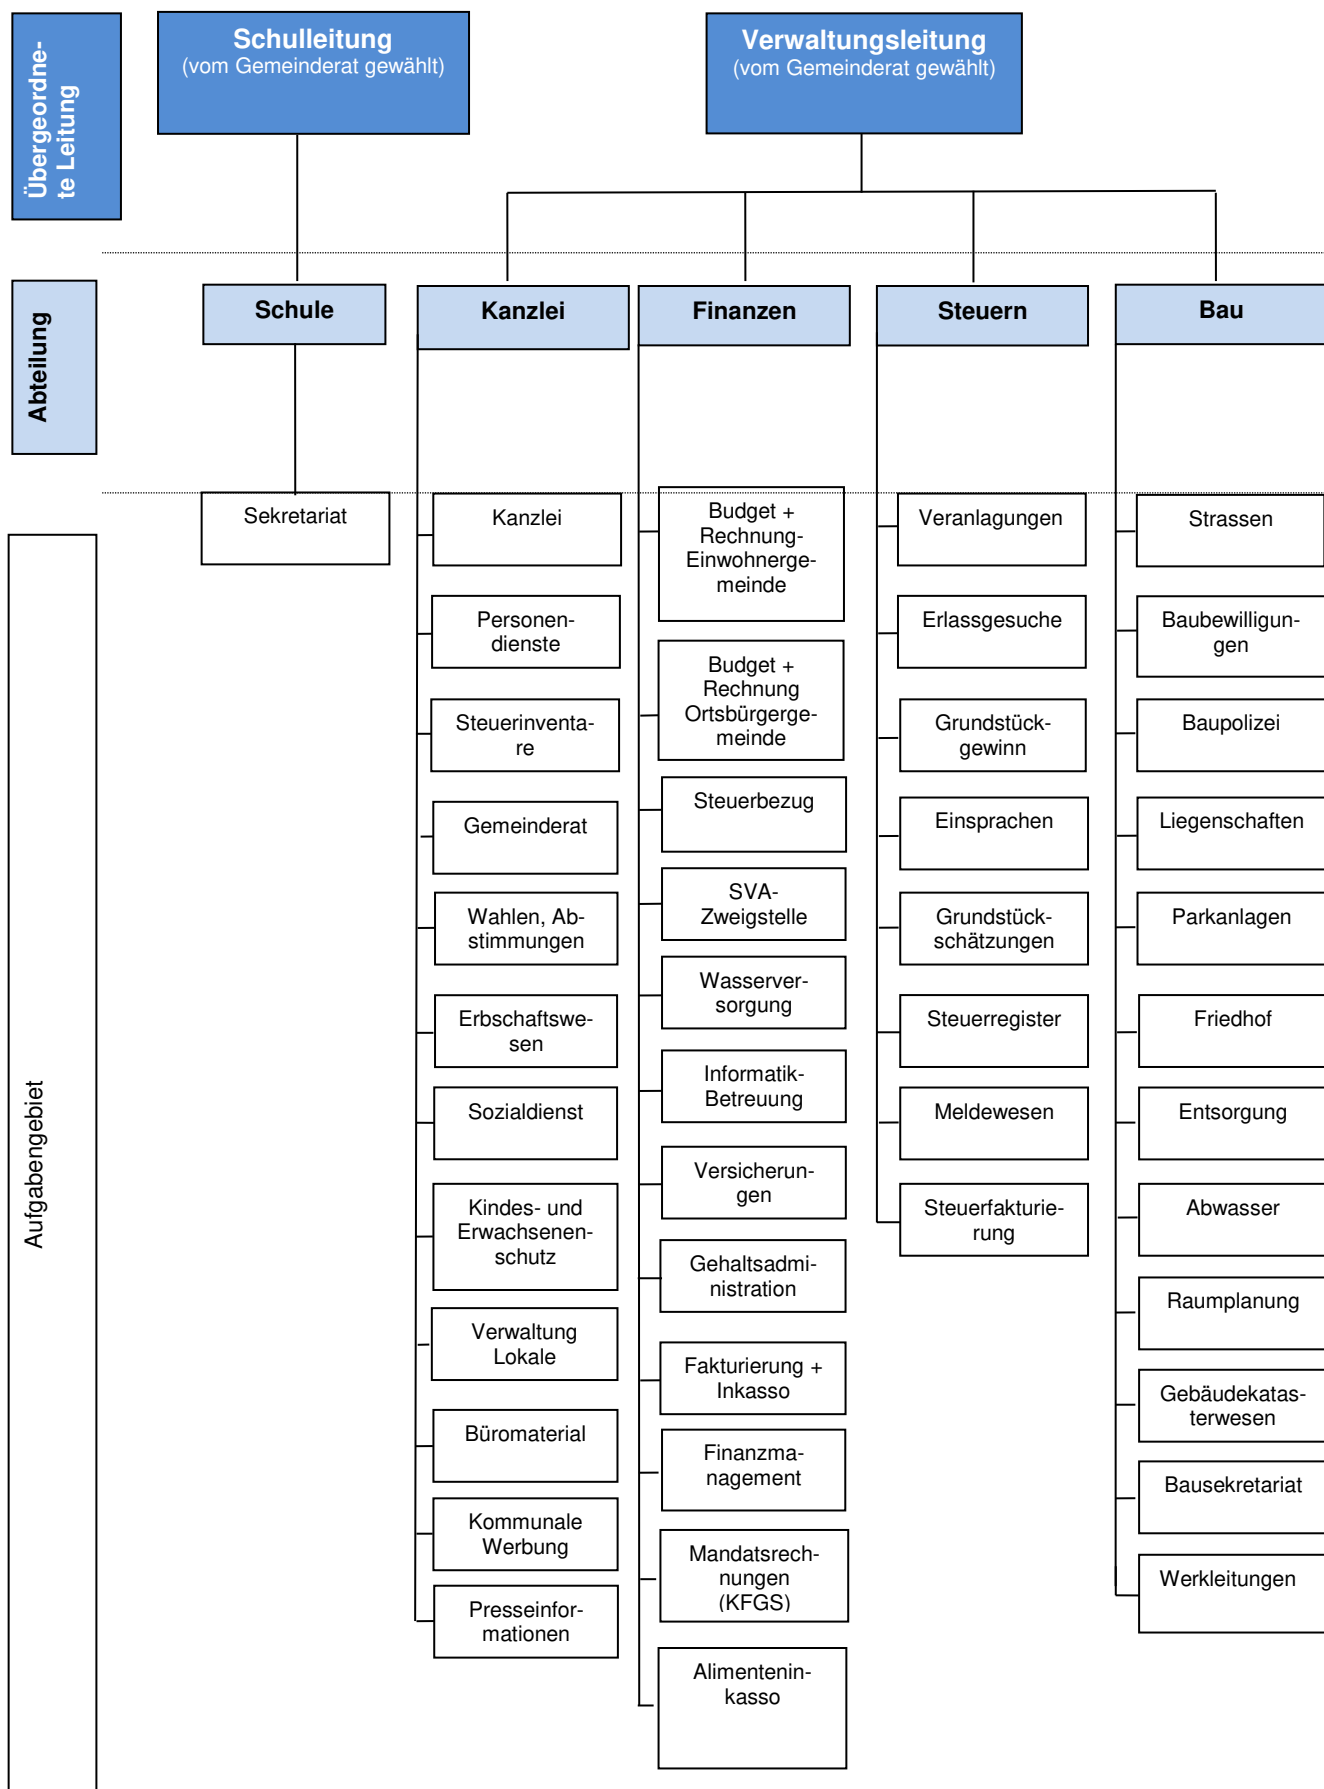 Übergeordne-
te Leitung
Schulleitung
(vom Gemeinderat gewählt)
Verwaltungsleitung
(vom Gemeinderat gewählt)
Abteilung
Schule
Kanzlei
Finanzen
Steuern
Bau
Aufgabengebiet
Sekretariat
Kanzlei
Personen-
dienste
Steuerinventa-
re
Gemeinderat
Wahlen, Ab-
stimmungen
Erbschaftswe-
sen
Sozialdienst
Kindes- und
Erwachsenen-
schutz
Verwaltung
Lokale
Büromaterial
Kommunale
Werbung
Presseinfor-
mationen
Budget +
Rechnung-
Einwohnerge-
meinde
Budget +
Rechnung
Ortsbürgerge-
meinde
Steuerbezug
SVA-
Zweigstelle
Wasserver-
sorgung
Informatik-
Betreuung
Versicherun-
gen
Gehaltsadmi-
nistration
Fakturierung +
Inkasso
Finanzma-
nagement
Mandatsrech-
nungen
(KFGS)
Alimentenin-
kasso
Veranlagungen
Erlassgesuche
Grundstück-
gewinn
Einsprachen
Grundstück-
schätzungen
Steuerregister
Meldewesen
Steuerfakturie-
rung
Strassen
Baubewilligun-
gen
Baupolizei
Liegenschaften
Parkanlagen
Friedhof
Entsorgung
Abwasser
Raumplanung
Gebäudekatas-
terwesen
Bausekretariat
Werkleitungen